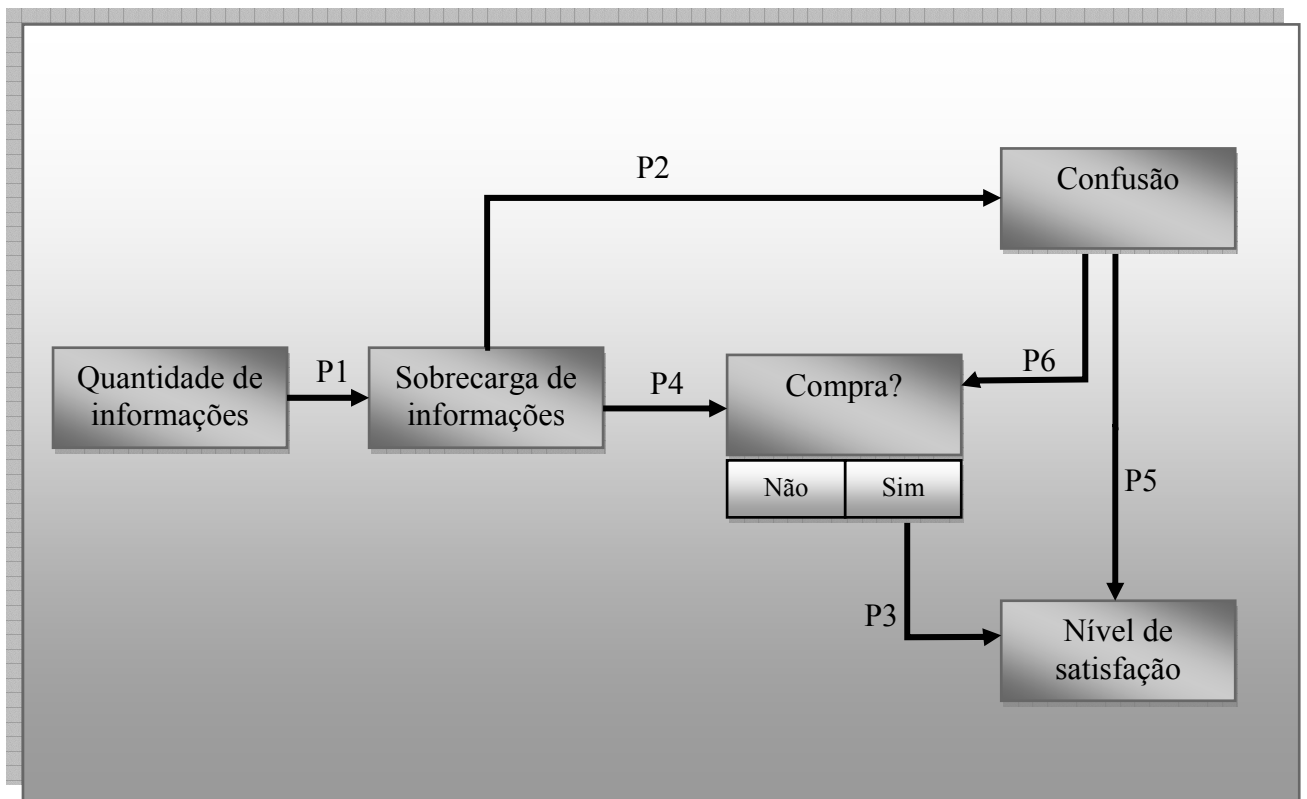 P2
Confusão
Quantidade de
informações
P1
Sobrecarga de
informações
P4
Compra?
P6
Não
Sim
P5
P3
Nível de
satisfação